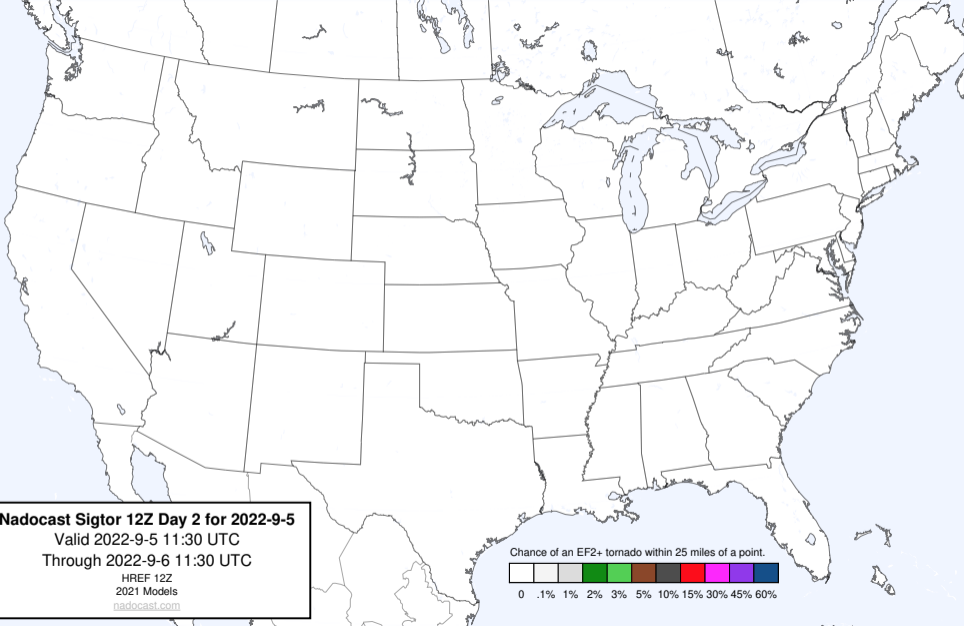 Nadocast Sigtor 12Z Day 2 for 2022-9-5
Valid 2022-9-5 11:30 UTC
Through 2022-9-6 11:30 UTC
HREF 12Z
2021 Models
nadocast.com
Chance of an EF2+ tornado within 25 miles of a point.
0 .1% 1% 2% 3% 5% 10% 15% 30% 45% 60%